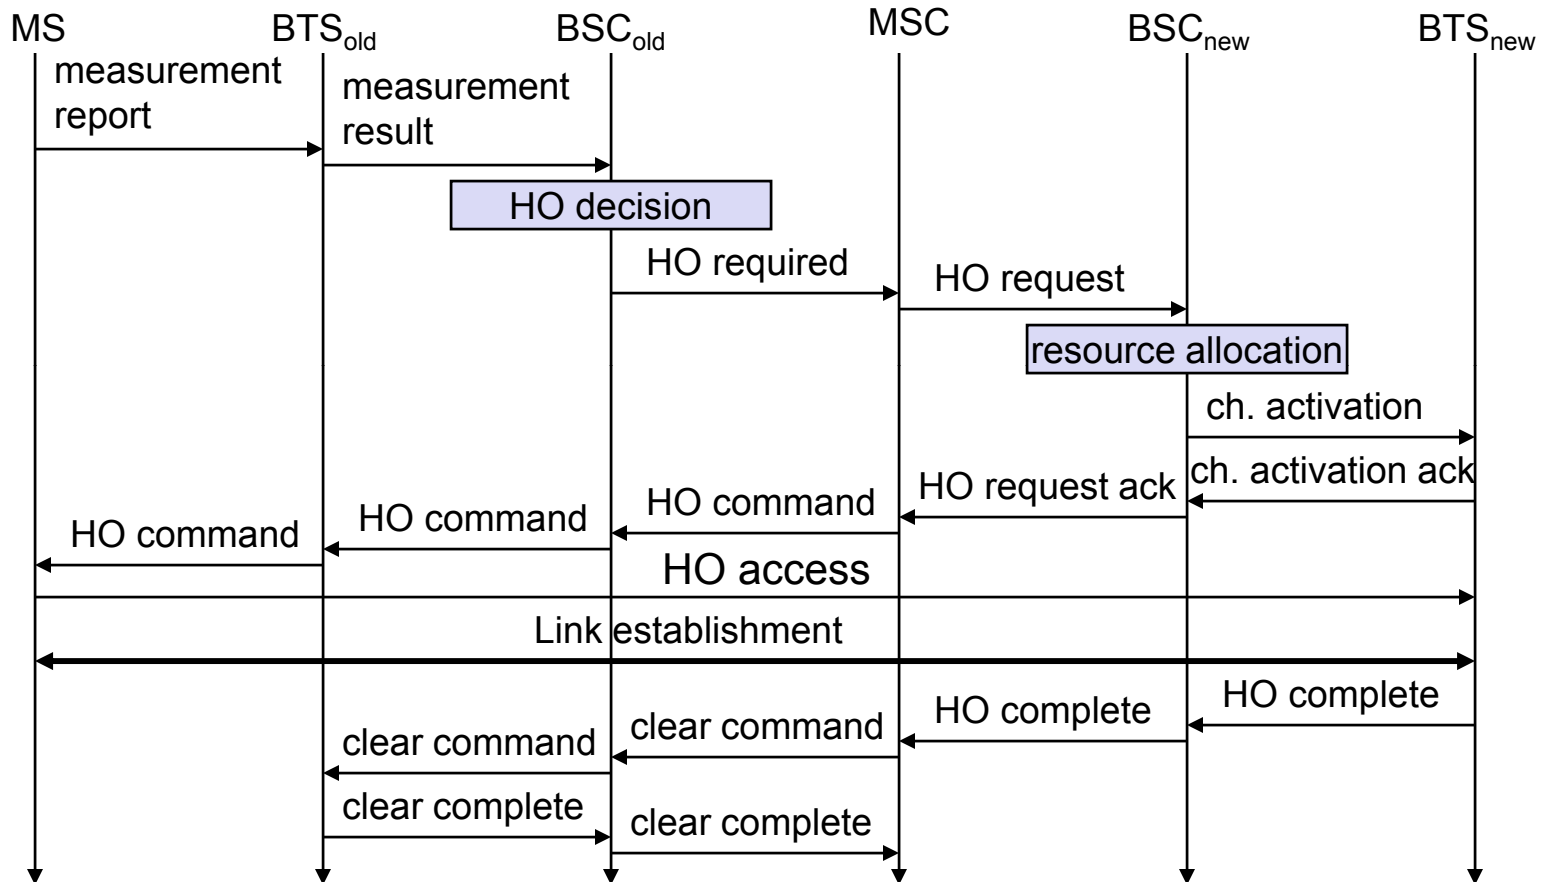 MS
BTSold
BSCold
MSC
BSCnew
BTSnew
measurement
report
measurement
result
HO decision
HO required
HO request
resource allocation
ch. activation
ch. activation ack
HO request ack
HO command
HO command
HO command
HO access
Link establishment
HO complete
HO complete
clear command
clear command
clear complete
clear complete